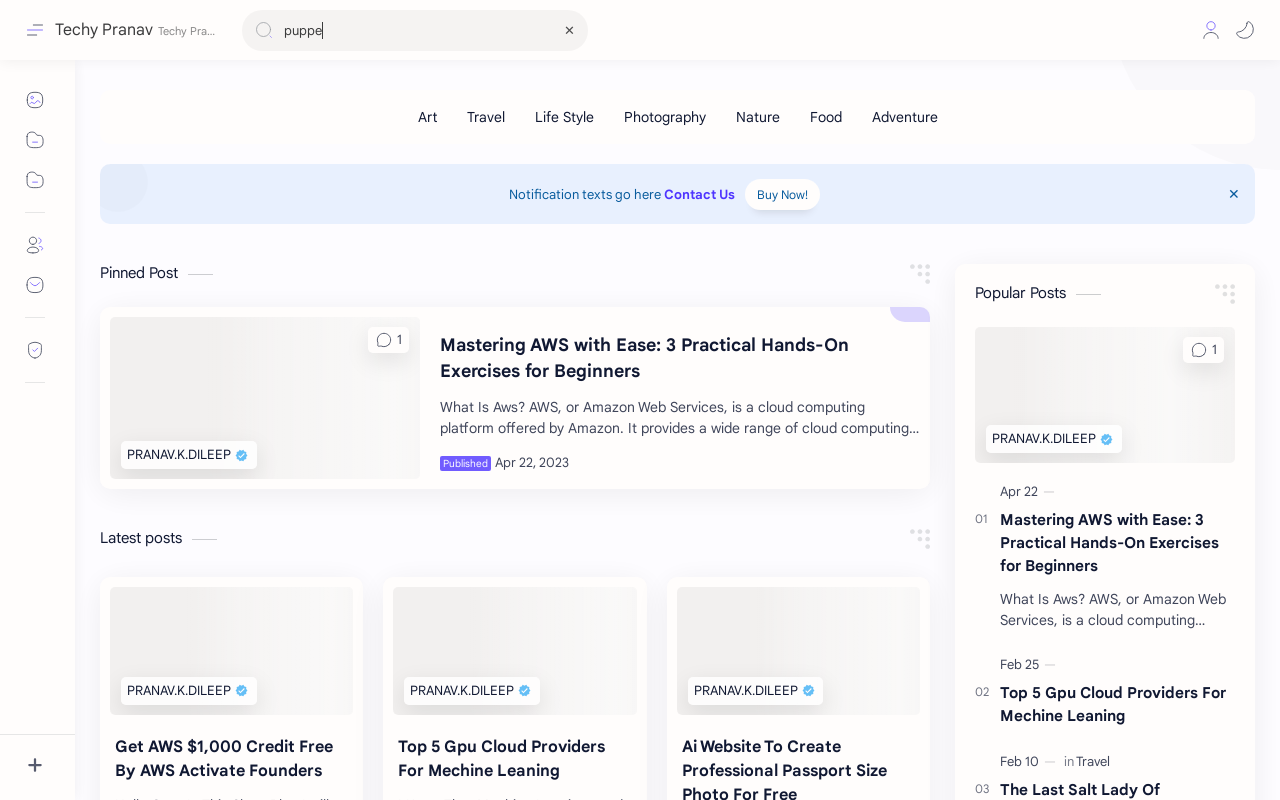 Techy Pranav Techy Pra...
puppe
Art Travel Life Style Photography Nature Food Adventure
Notification texts go here Contact Us Buy Now!
Pinned Post
1
PRANAV.K.DILEEP
Mastering AWS with Ease: 3 Practical Hands-On
Exercises for Beginners
What Is Aws? AWS, or Amazon Web Services, is a cloud computing
platform offered by Amazon. It provides a wide range of cloud computing...
Published Apr 22, 2023
Latest posts
PRANAV.K.DILEEP
Get AWS $1,000 Credit Free
By AWS Activate Founders
PRANAV.K.DILEEP
Top 5 Gpu Cloud Providers
For Mechine Leaning
PRANAV.K.DILEEP
Ai Website To Create
Professional Passport Size
Photo For Free
Popular Posts
1
PRANAV.K.DILEEP
Apr 22
01
Mastering AWS with Ease: 3
Practical Hands-On Exercises
for Beginners
What Is Aws? AWS, or Amazon Web
Services, is a cloud computing...
Feb 25
02
Top 5 Gpu Cloud Providers For
Mechine Leaning
Feb 10 in Travel
03
The Last Salt Lady Of